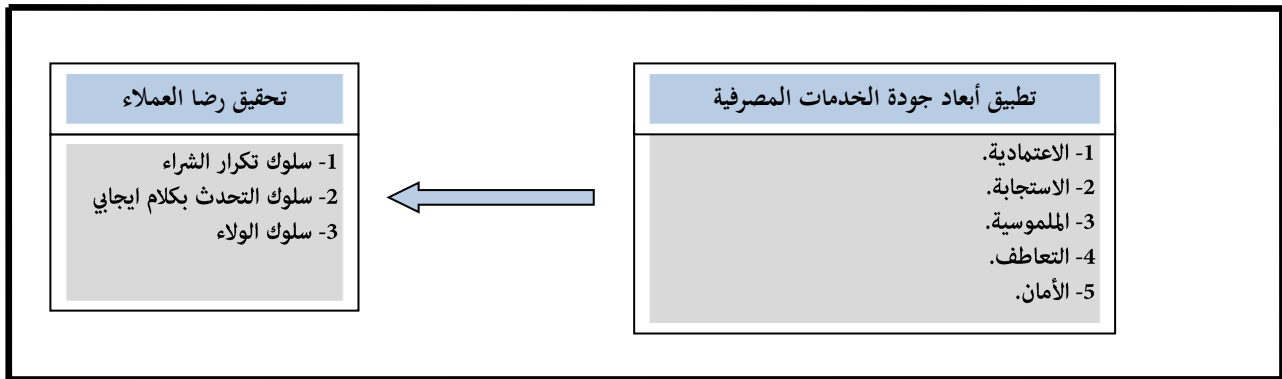 تطبيق أبعاد جودة الخدمات المصرفية
1- الاعتمادية.
2- الاستجابة.
3- الملموسية.
4- التعاطف.
5- الأمان.
تحقيق رضا العملاء
1- سلوك تكرار الشراء
2- سلوك التحدث بكلام ايجابي
3- سلوك الولاء